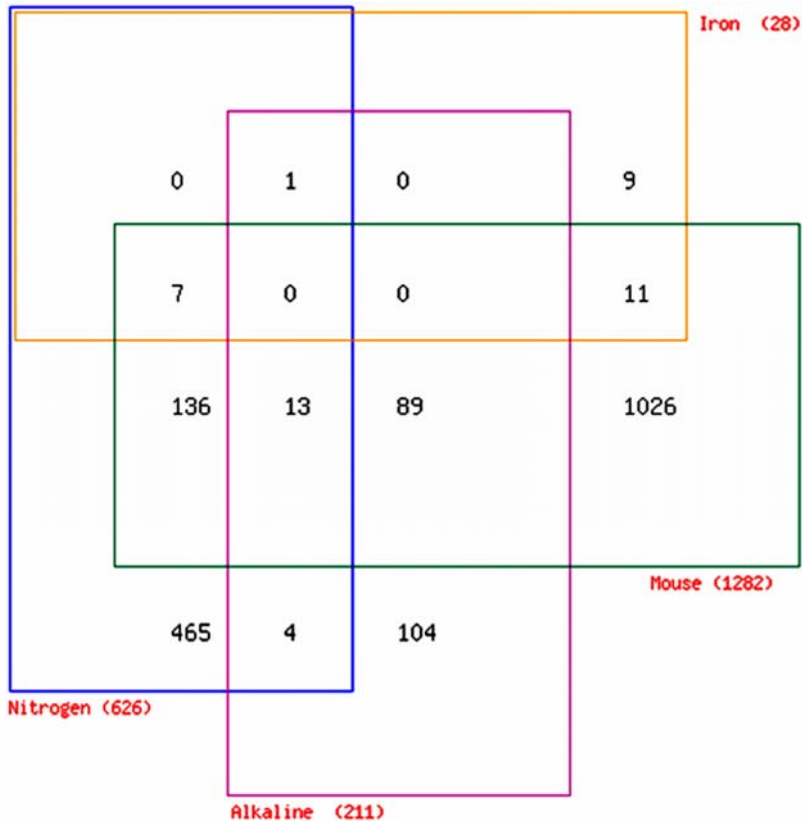 Iron (28)
0 1 0 9
7 0 0 11
136 13 89 1026
Mouse (1282)
465 4 104
Nitrogen (626)
Alkaline (211)